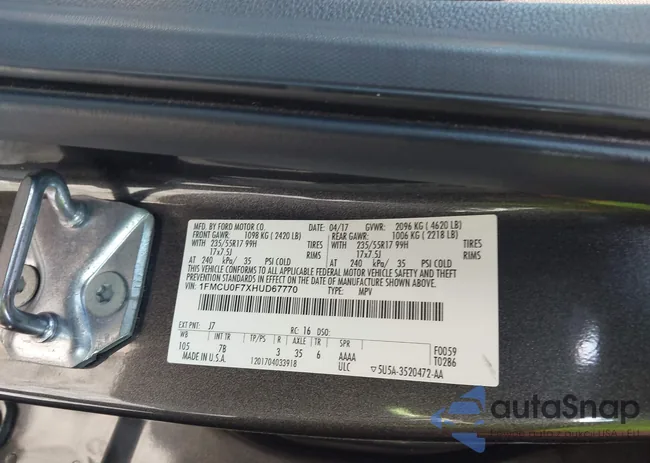 MFD. BY FORD MOTOR CO. 04/17 GVWR: 2096 KG ( 4620 LB)
FRONT GAWR: 1098 KG ( 2420 LB) REAR GAWR: 1006 KG ( 2218 LB)
WITH 235/55R17 99H TIRES WITH 235/55R17 99H TIRES
17x7.5J RIMS 17x7.5J RIMS
AT 240 kPa/ 35 PSI COLD AT 240 kPa/ 35 PSI COLD
THIS VEHICLE CONFORMS TO ALL APPLICABLE FEDERAL MOTOR VEHICLE SAFETY AND THEFT PREVENTION
STANDARDS IN EFFECT ON THE DATE OF MANUFACTURE SHOWN ABOVE.
VIN: 1FMCU0F7XHUD67770
TYPE: MPV
EXT PNT: J7 RC: 16 DSO:
WB INT TR TP/PS R AXLE TR SPR
105 7B 3 35 6 AAAA F0059
MADE IN U.S.A. 1201704033918 ULC T0286
5U5A-3520472-AA
autaSnap